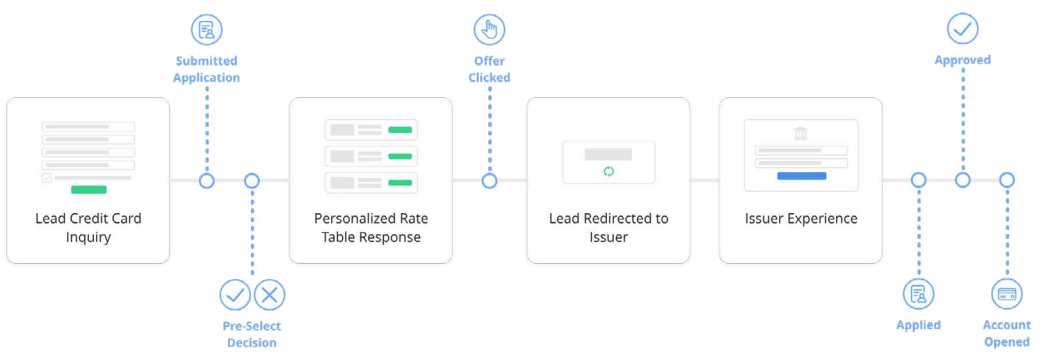 Submitted
Application
Offer
Clicked
Approved
Lead Credit Card
Inquiry
Personalized Rate
Table Response
Lead Redirected to
Issuer
Issuer Experience
Pre-Select
Decision
Applied
Account
Opened